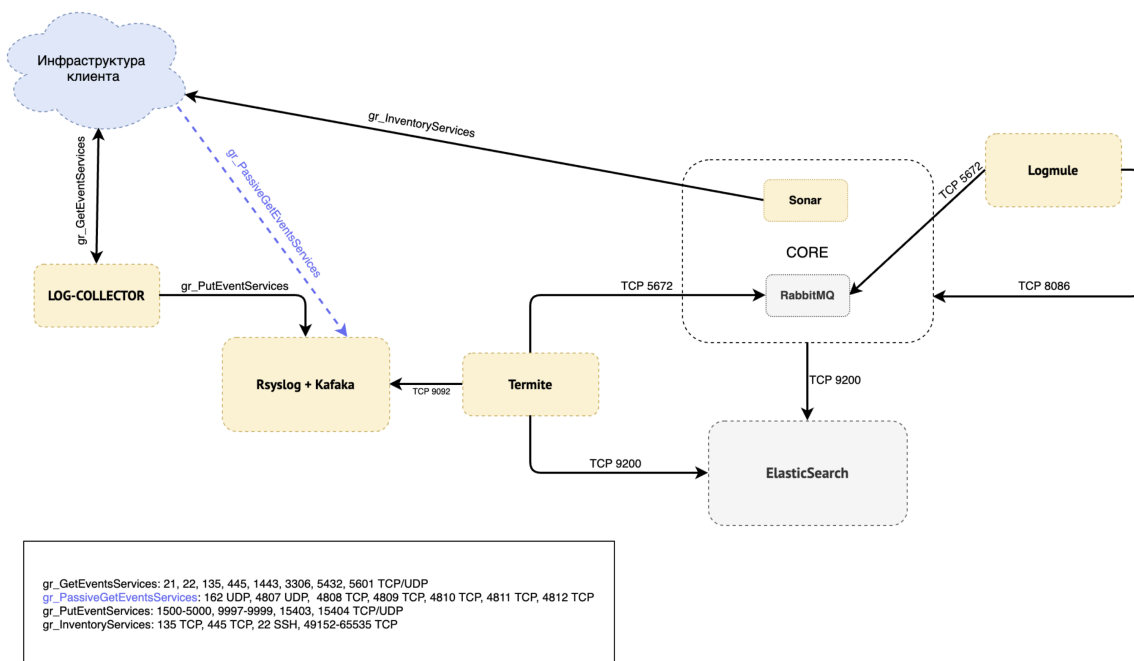 Инфраструктура
клиента
gr_InventoryServices
gr_GetEventServices
gr_PassiveGetEventsServices
TCP 5672
Logmule
Sonar
CORE
LOG-COLLECTOR
gr_PutEventServices
TCP 5672
RabbitMQ
TCP 8086
Rsyslog + Kafaka
TCP 9092
Termite
TCP 9200
TCP 9200
ElasticSearch
gr_GetEventsServices: 21, 22, 135, 445, 1443, 3306, 5432, 5601 TCP/UDP
gr_PassiveGetEventsServices: 162 UDP, 4807 UDP, 4808 TCP, 4809 TCP, 4810 TCP, 4811 TCP, 4812 TCP
gr_PutEventServices: 1500-5000, 9997-9999, 15403, 15404 TCP/UDP
gr_InventoryServices: 135 TCP, 445 TCP, 22 SSH, 49152-65535 TCP